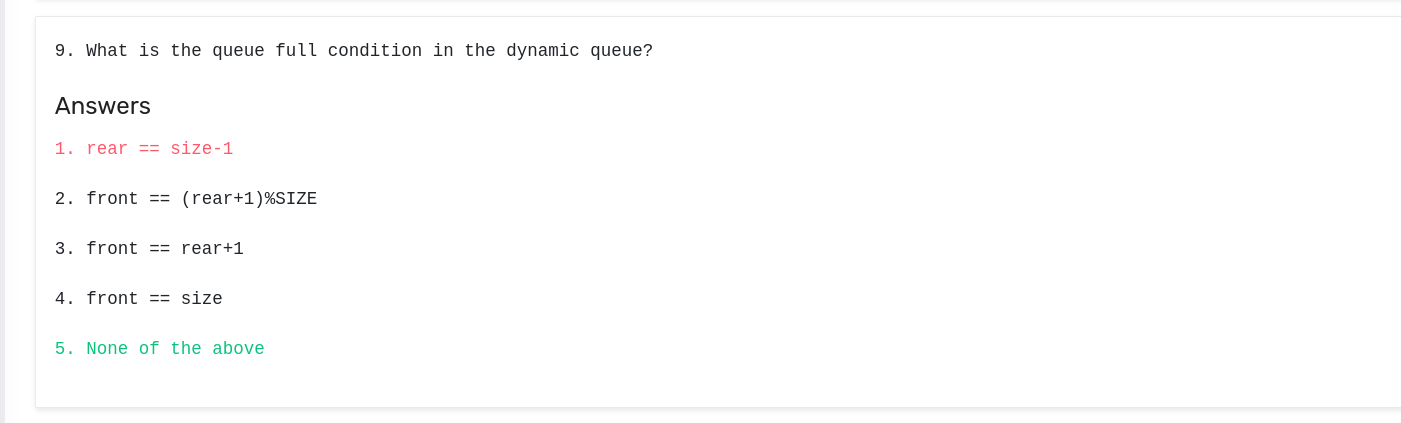 9. What is the queue full condition in the dynamic queue?
Answers
1. rear == size-1
2. front == (rear+1)%SIZE
3. front == rear+1
4. front == size
5. None of the above